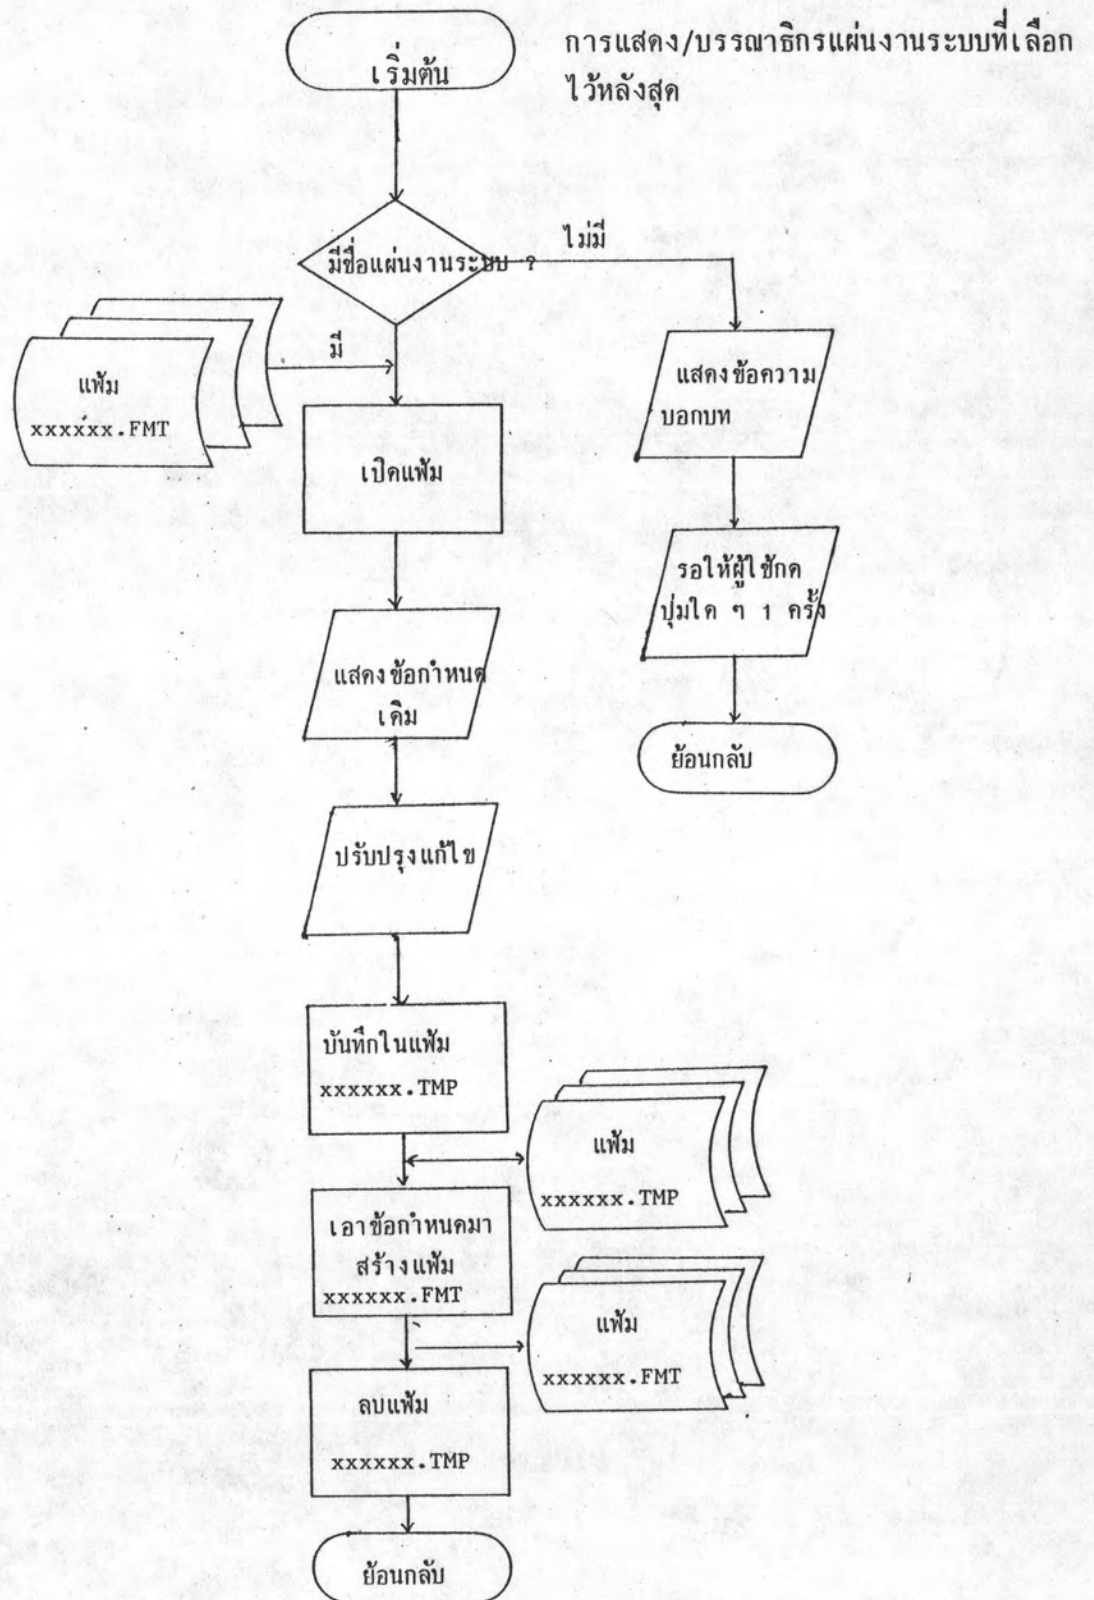 การแสดง/บรรณาธิกรแผ่นงานระบบที่เลือก
ไว้หลังสุด
เริ่มต้น
มีชื่อแผ่นงานระบบ ?
ไม่มี
มี
แฟ้ม
xxxxxx.FMT
เปิดแฟ้ม
แสดงข้อความ
บอกบท
รอให้ผู้ใช้กด
ปุ่มใด ๆ 1 ครั้ง
ย้อนกลับ
แสดงข้อกำหนด
เดิม
ปรับปรุงแก้ไข
บันทึกในแฟ้ม
xxxxxx.TMP
แฟ้ม
xxxxxx.TMP
เอาข้อกำหนดมา
สร้างแฟ้ม
xxxxxx.FMT
แฟ้ม
xxxxxx.FMT
ลบแฟ้ม
xxxxxx.TMP
ย้อนกลับ